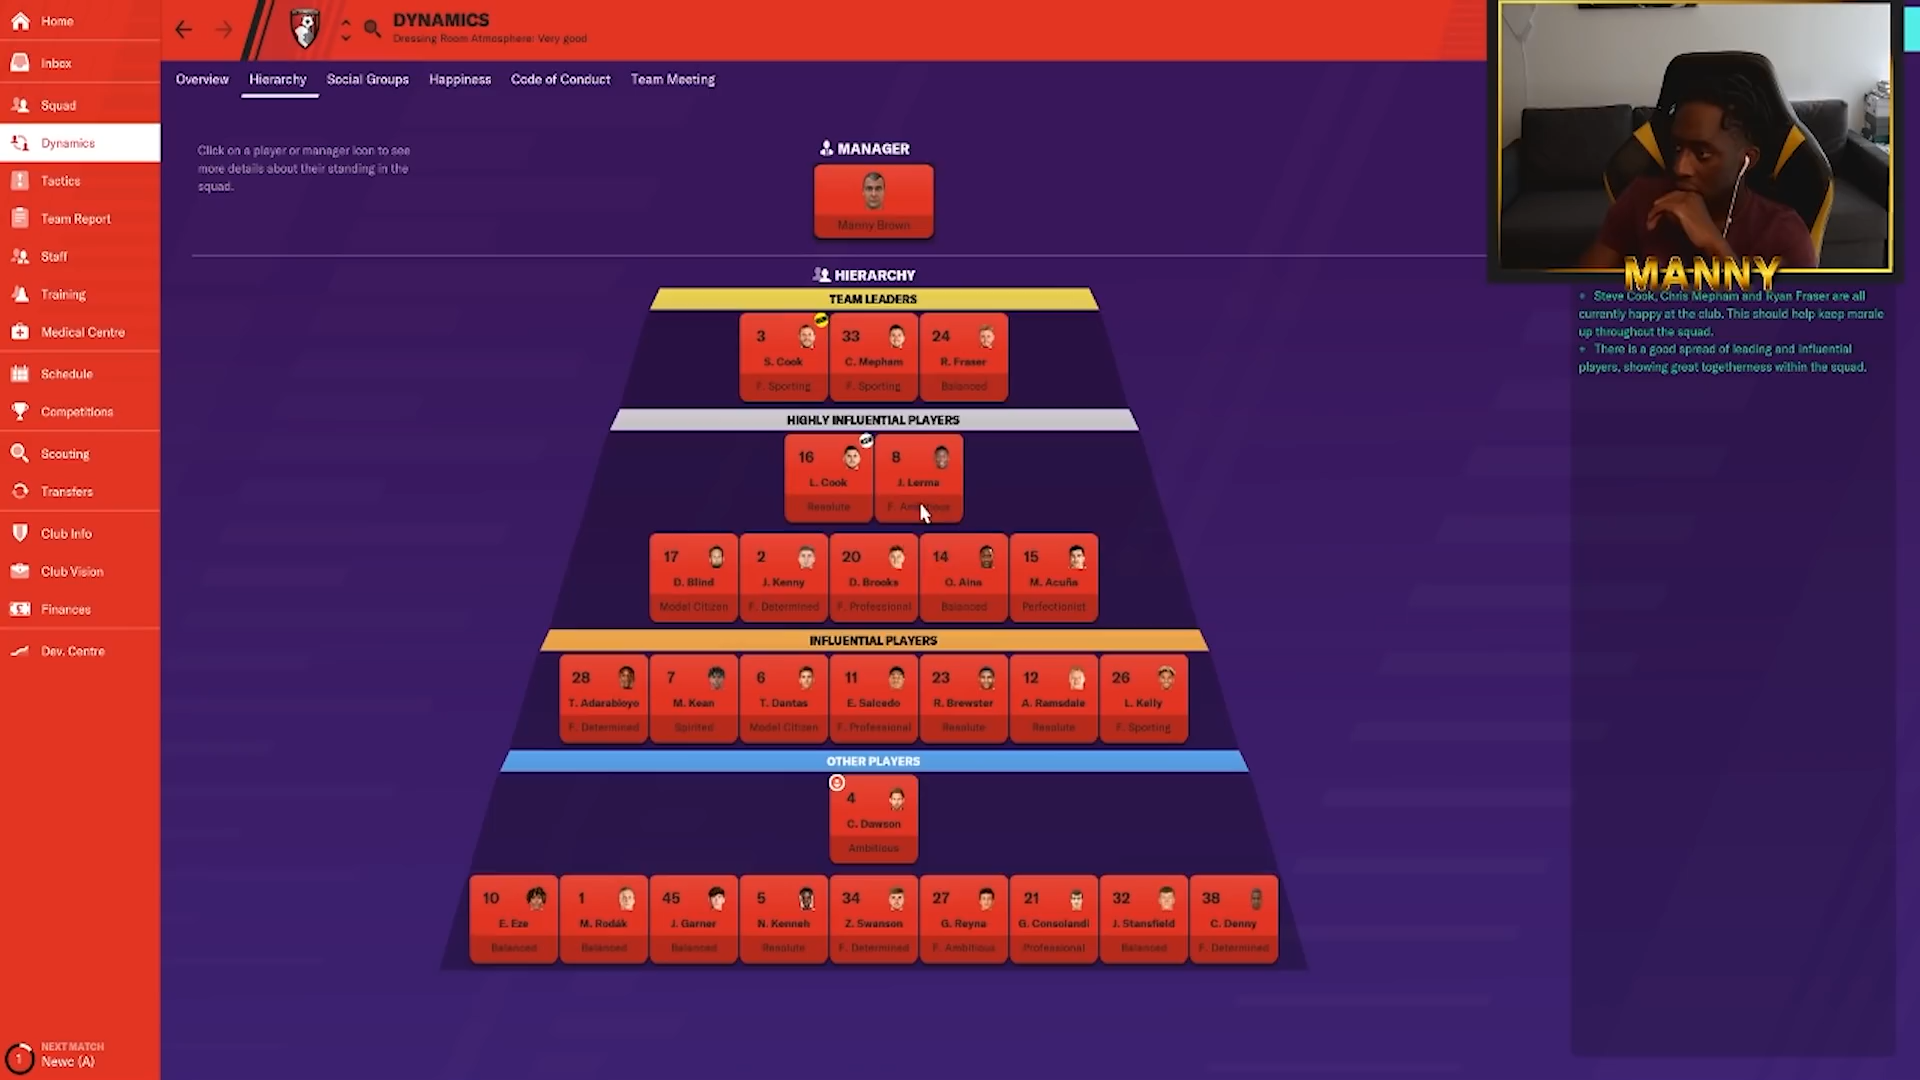 Home
Inbox
Squad
Dynamics
Tactics
Team Report
Staff
Training
Medical Centre
Schedule
Competitions
Scouting
Transfers
Club Info
Club Vision
Finances
Dev. Centre
1
NEXT MATCH
Newc (A)
DYNAMICS
Dressing Room Atmosphere: Very good
Overview Hierarchy Social Groups Happiness Code of Conduct Team Meeting
Click on a player or manager icon to see
more details about their standing in the
squad.
MANAGER
Manny Brown
HIERARCHY
TEAM LEADERS
3 33 24
S. Cook C. Mepham R. Fraser
F. Sporting F. Sporting Balanced
HIGHLY INFLUENTIAL PLAYERS
16 8
L. Cook J. Lerma
Resolute F.
17 2 20 14 15
D. Blind J. Kenny D. Brooks O. Aina M. Acuña
Model Citizen F. Determined F. Professional Balanced Perfectionist
INFLUENTIAL PLAYERS
28 7 6 11 23 12 26
T. Adarabioyo M. Kean T. Dantas E. Salcedo R. Brewster A. Ramsdale L. Kelly
F. Determined Spirited Model Citizen F. Professional Resolute Resolute F. Sporting
OTHER PLAYERS
4
C. Dawson
Ambitious
10 1 45 5 34 27 21 32 38
E. Eze M. Rodák J. Garner N. Kenneh Z. Swanson G. Reyna G. Consolandi J. Stansfield C. Denny
Balanced Balanced Balanced Resolute F. Determined F. Ambitious Professional Balanced F. Determined
MANNY
Steve Cook, Chris Mepham and Ryan Fraser are all
currently happy at the club. This should help keep morale
up throughout the squad.
There is a good spread of leading and influential
players, showing great togetherness within the squad.